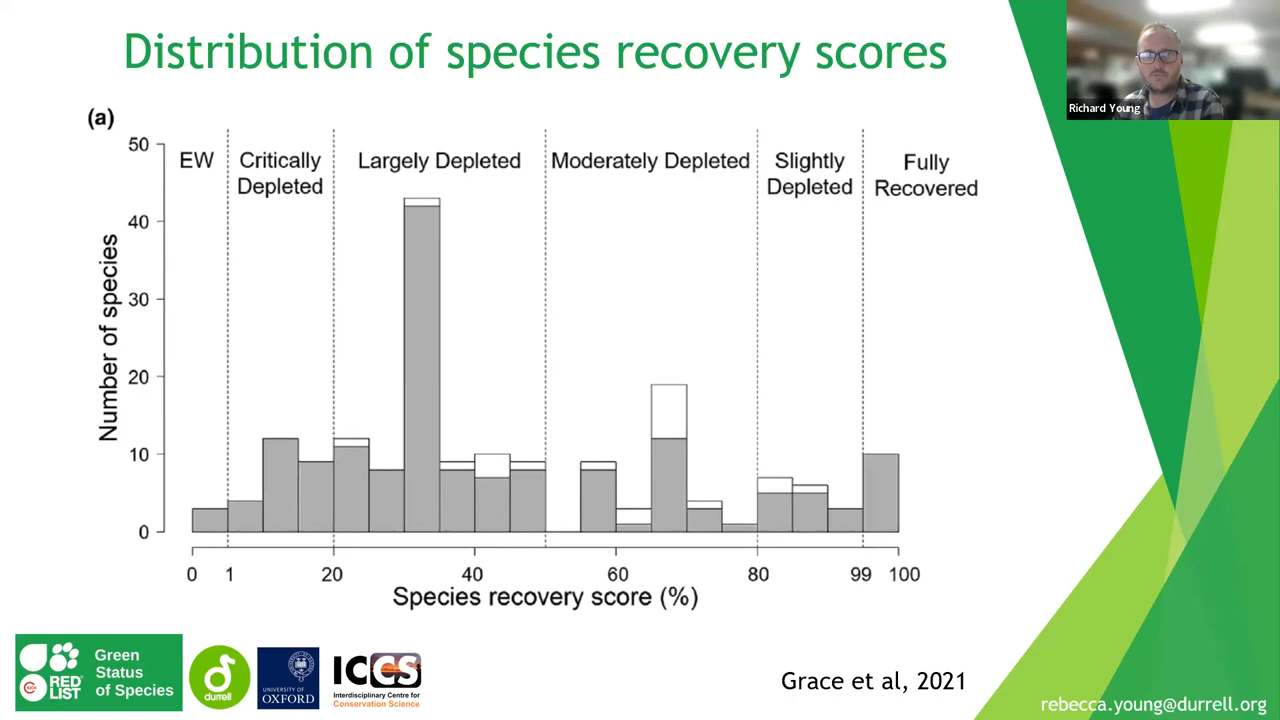 Distribution of species recovery scores
Richard Young
(a)
EW
Critically
Depleted
Largely Depleted
Moderately Depleted
Slightly
Depleted
Fully
Recovered
50
40
30
20
10
0
Number of species
0 1 20 40 60 80 99 100
Species recovery score (%)
RED
LIST
Green
Status
of Species
durrell
UNIVERSITY OF
OXFORD
ICCS
Interdisciplinary Centre for
Conservation Science
Grace et al, 2021
rebecca.young@durrell.org